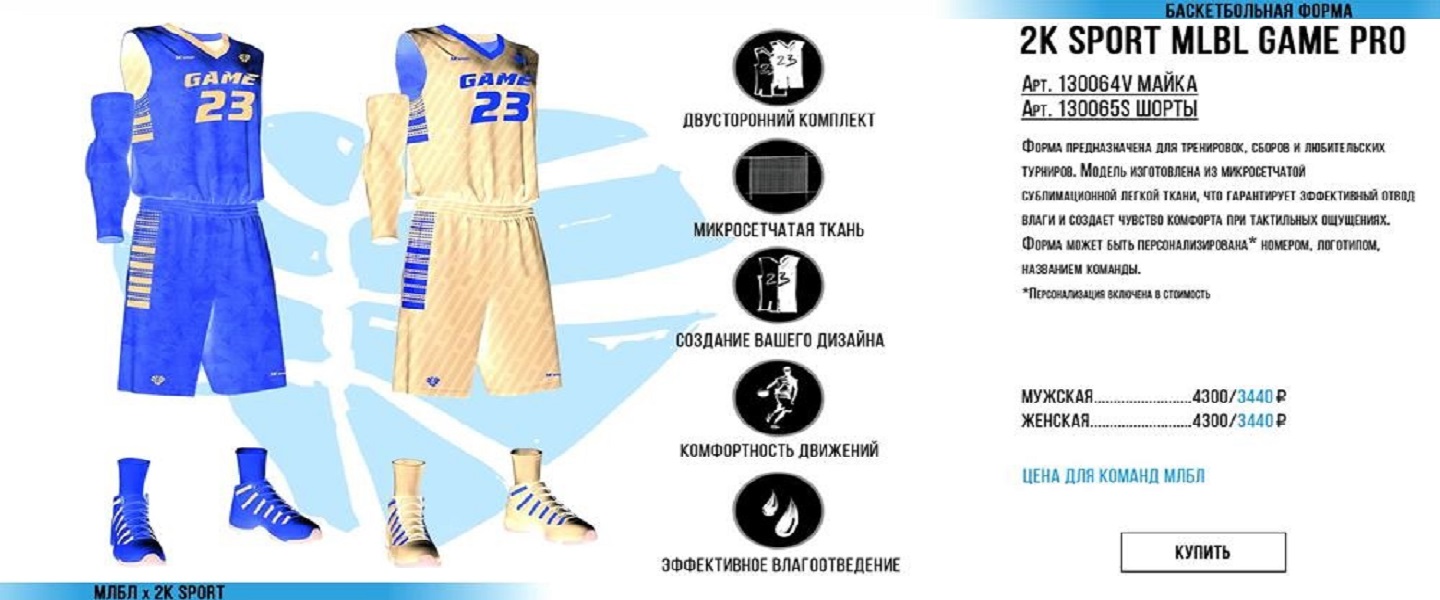 БАСКЕТБОЛЬНАЯ ФОРМА
2K SPORT MLBL GAME PRO
Арт. 130064V МАЙКА
Арт. 130065S ШОРТЫ
Форма предназначена для тренировок, сборов и любительских
турниров. Модель изготовлена из микросетчатой
сублимационной легкой ткани, что гарантирует эффективный отвод
влаги и создает чувство комфорта при тактильных ощущениях.
Форма может быть персонализирована* номером, логотипом,
названием команды.
*Персонализация включена в стоимость
МУЖСКАЯ..........................4300/3440 ₽
ЖЕНСКАЯ..........................4300/3440 ₽
ЦЕНА ДЛЯ КОМАНД МЛБЛ
КУПИТЬ
GAME
23
GAME
23
23
ДВУСТОРОННИЙ КОМПЛЕКТ
МИКРОСЕТЧАТАЯ ТКАНЬ
23
СОЗДАНИЕ ВАШЕГО ДИЗАЙНА
КОМФОРТНОСТЬ ДВИЖЕНИЙ
ЭФФЕКТИВНОЕ ВЛАГООТВЕДЕНИЕ
МЛБЛ x 2K SPORT